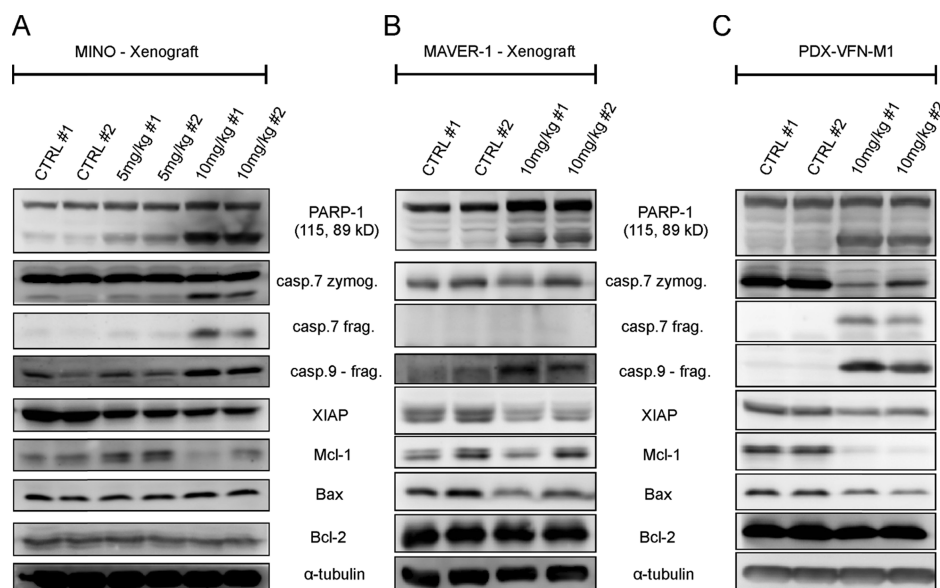 A
B
C
MINO - Xenograft
MAVER-1 - Xenograft
PDX-VFN-M1
CTRL #1
CTRL #2
5mg/kg #1
5mg/kg #2
10mg/kg #1
10mg/kg #2
CTRL #1
CTRL #2
10mg/kg #1
10mg/kg #2
CTRL #1
CTRL #2
10mg/kg #1
10mg/kg #2
PARP-1
(115, 89 kD)
PARP-1
(115, 89 kD)
casp.7 zymog.
casp.7 zymog.
casp.7 frag.
casp.7 frag.
casp.9 - frag.
casp.9 - frag.
XIAP
XIAP
Mcl-1
Mcl-1
Bax
Bax
Bcl-2
Bcl-2
α-tubulin
α-tubulin